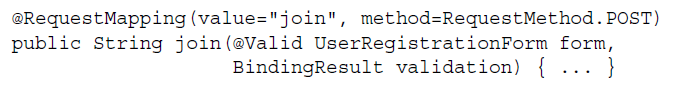 @RequestMapping(value="join", method=RequestMethod.POST)
public String join(@Valid UserRegistrationForm form,
                   BindingResult validation) { ... }